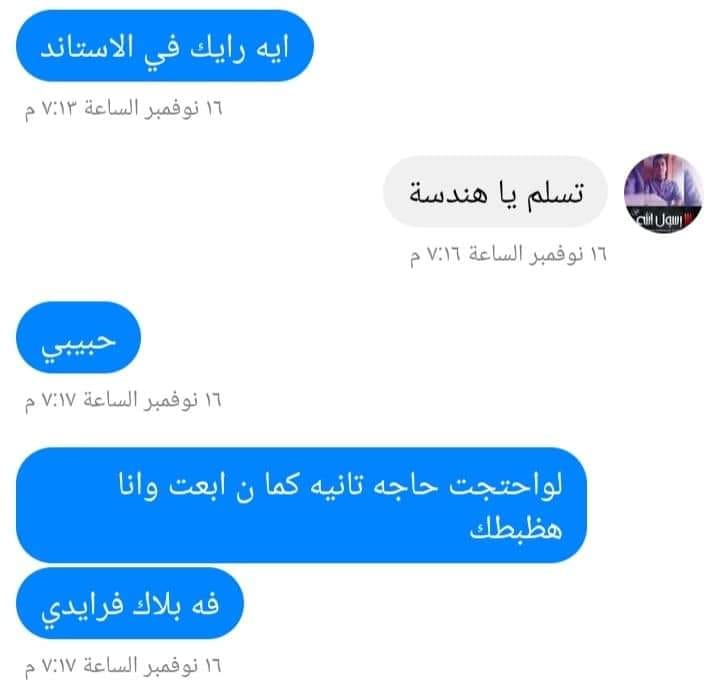 ايه رايك في الاستاند
١٦ نوفمبر الساعة ٧:١٣ م
تسلم يا هندسة
رسول الله
١٦ نوفمبر الساعة ٧:١٦ م
حبيبي
١٦ نوفمبر الساعة ٧:١٧ م
لواحتجت حاجه تانيه كما ن ابعت وانا
هظبطك
فه بلاك فرايدي
١٦ نوفمبر الساعة ٧:١٧ م